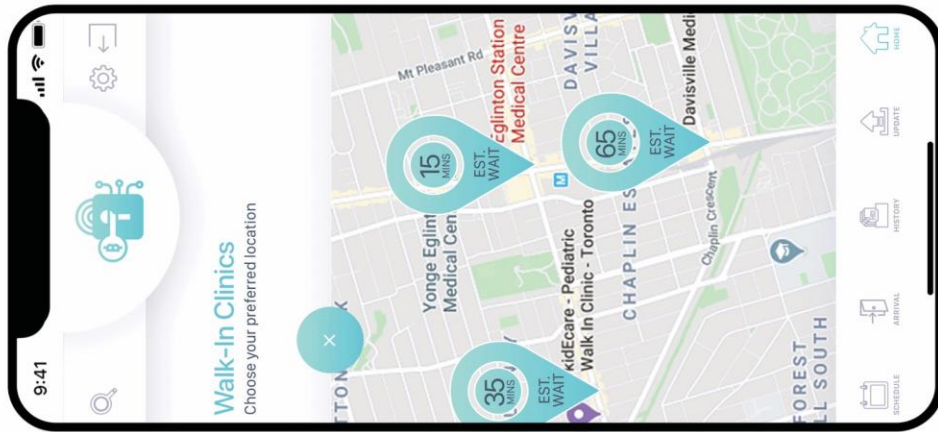 9:41
Walk-In Clinics
Choose your preferred location
Mt Pleasant Rd
15
MINS
EST.
WAIT
Eglinton Station
Medical Centre
Yonge Eglint
Medical Cen
DAVISV
VILLA
65
MINS
EST.
WAIT
Davisville Medi
M
35
MINS
EST.
WAIT
KidEcare - Pediatric
Walk In Clinic - Toronto
CHAPLIN ES
Chaplin Crescent
FOREST
LL SOUTH
SCHEDULE
ARRIVAL
HISTORY
UPDATE
HOME